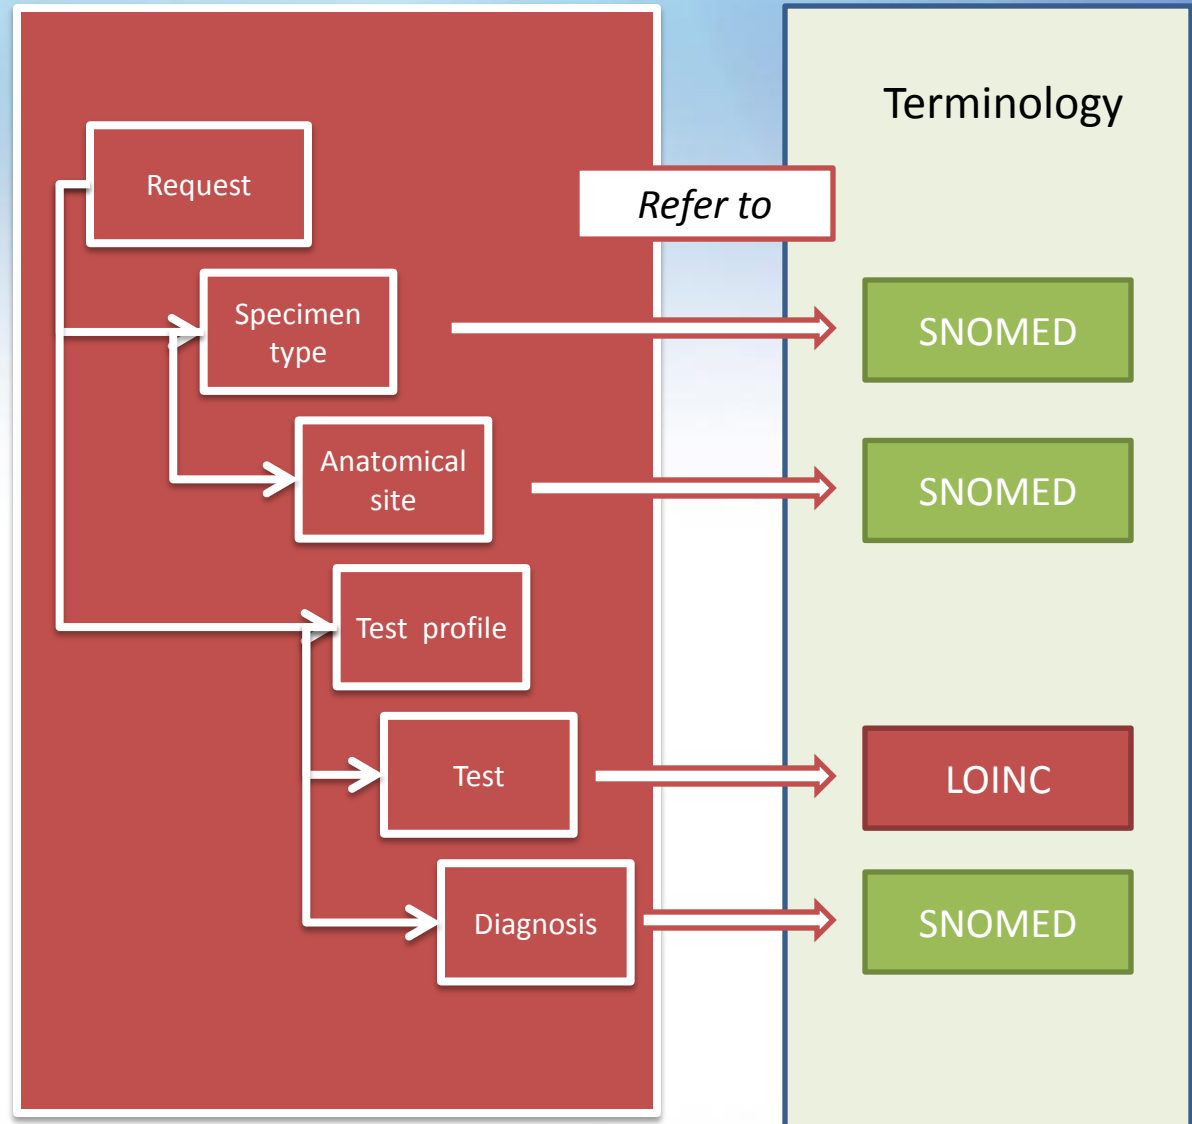 Terminology
Request
Refer to
Specimen
type
SNOMED
Anatomical
site
SNOMED
Test profile
Test
LOINC
Diagnosis
SNOMED